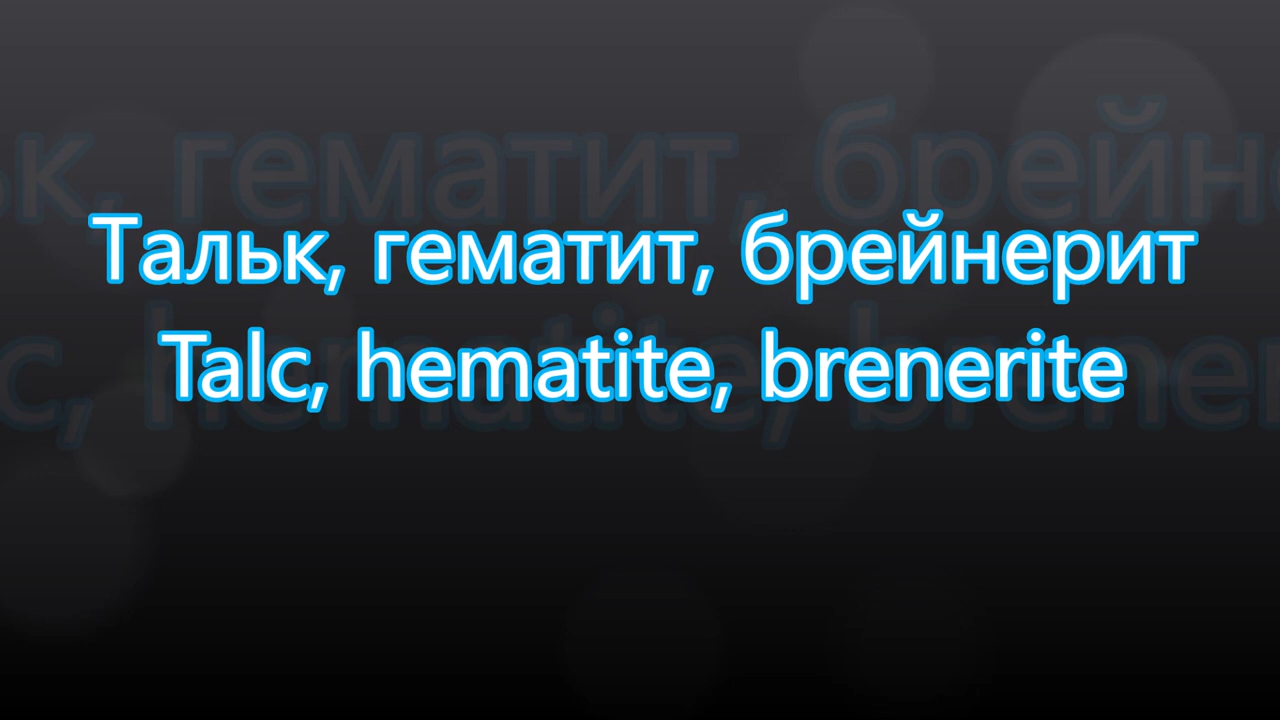 Тальк, гематит, брейнерит
Talc, hematite, brenerite